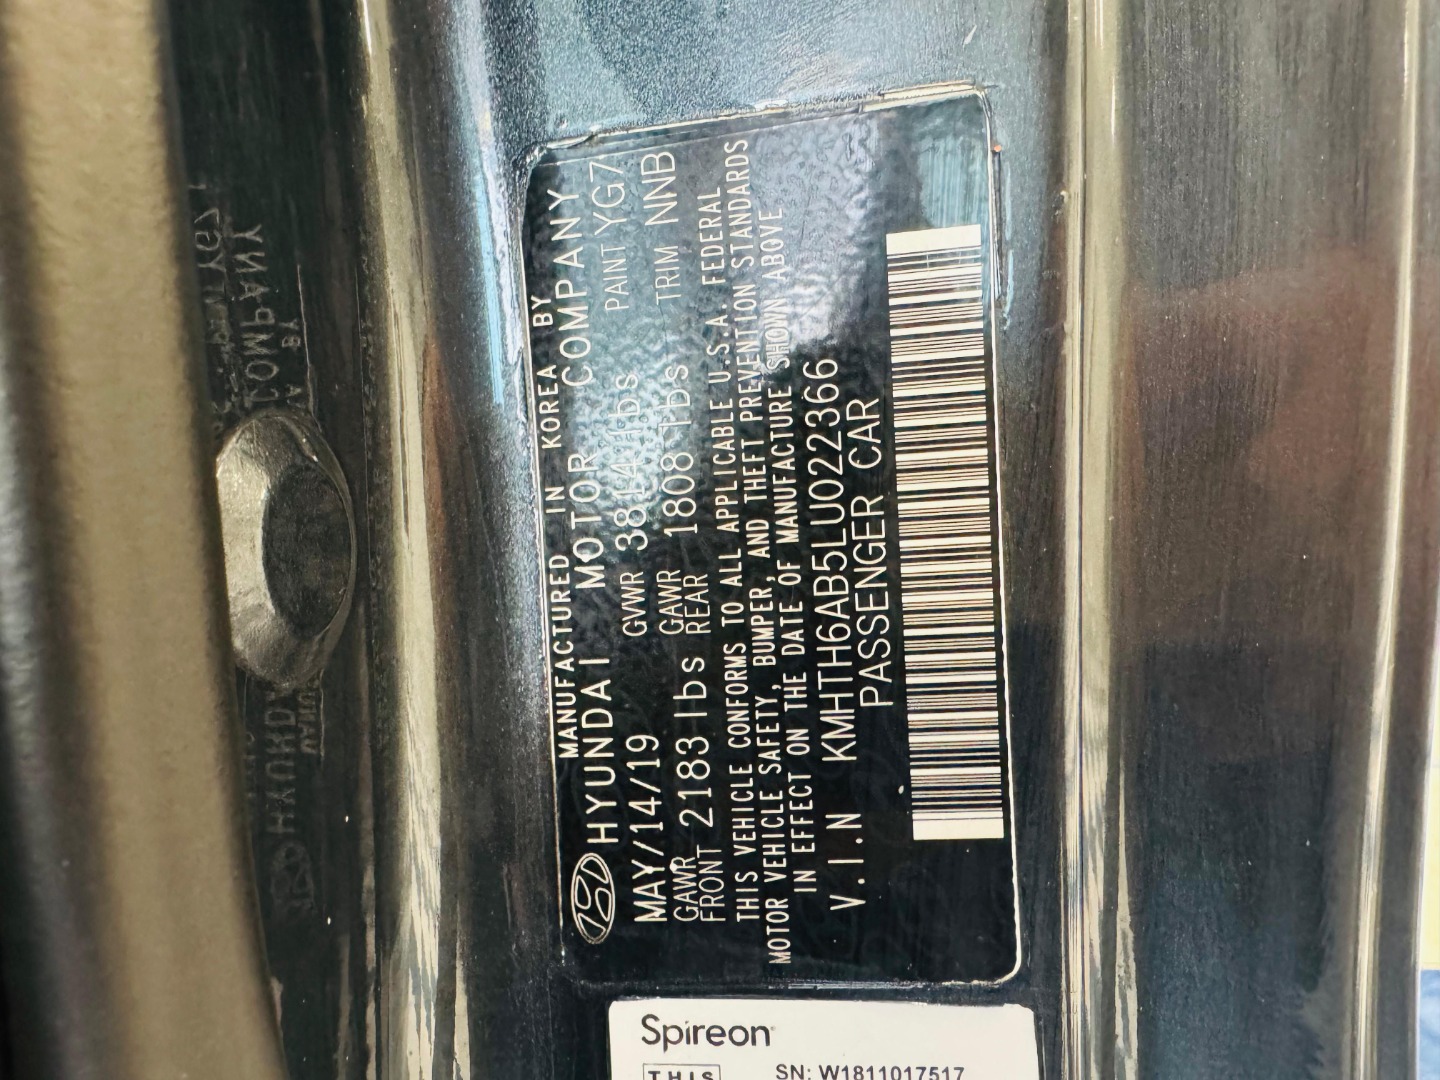 MANUFACTURED IN KOREA BY
HYUNDAI MOTOR COMPANY
MAY/14/19 GVWR 3814 lbs PAINT YG7
GAWR FRONT 2183 lbs GAWR REAR 1808 lbs TRIM NNB
THIS VEHICLE CONFORMS TO ALL APPLICABLE U.S.A. FEDERAL
MOTOR VEHICLE SAFETY, BUMPER, AND THEFT PREVENTION STANDARDS
IN EFFECT ON THE DATE OF MANUFACTURE SHOWN ABOVE
V.I.N KMHTH6AB5LU022366
PASSENGER CAR
Spireon
THIS
SN: W1811017517